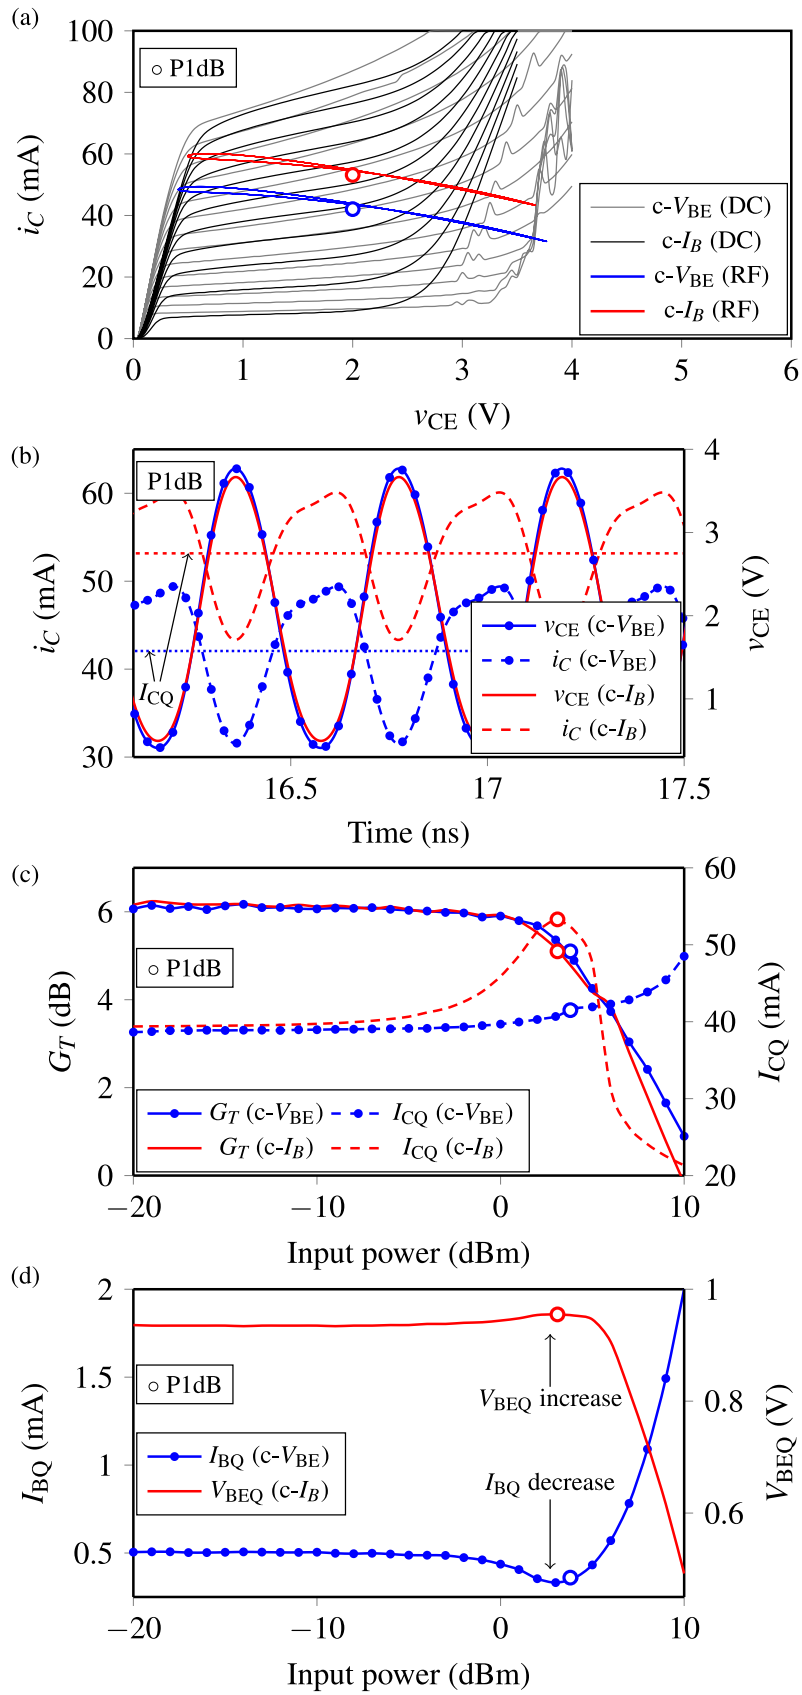 (a)
100
80
60
40
20
0
i_C (mA)
P1dB
c-V_BE (DC)
c-I_B (DC)
c-V_BE (RF)
c-I_B (RF)
0 1 2 3 4 5 6
v_CE (V)
(b)
60
50
40
30
i_C (mA)
P1dB
I_CQ
4
3
2
1
v_CE (V)
v_CE (c-V_BE)
i_C (c-V_BE)
v_CE (c-I_B)
i_C (c-I_B)
16.5 17 17.5
Time (ns)
(c)
6
4
2
0
G_T (dB)
P1dB
60
50
40
30
20
I_CQ (mA)
G_T (c-V_BE) I_CQ (c-V_BE)
G_T (c-I_B) I_CQ (c-I_B)
−20 −10 0 10
Input power (dBm)
(d)
2
1.5
1
0.5
I_BQ (mA)
P1dB
V_BEQ increase
I_BQ (c-V_BE)
V_BEQ (c-I_B)
I_BQ decrease
1
0.8
0.6
V_BEQ (V)
−20 −10 0 10
Input power (dBm)